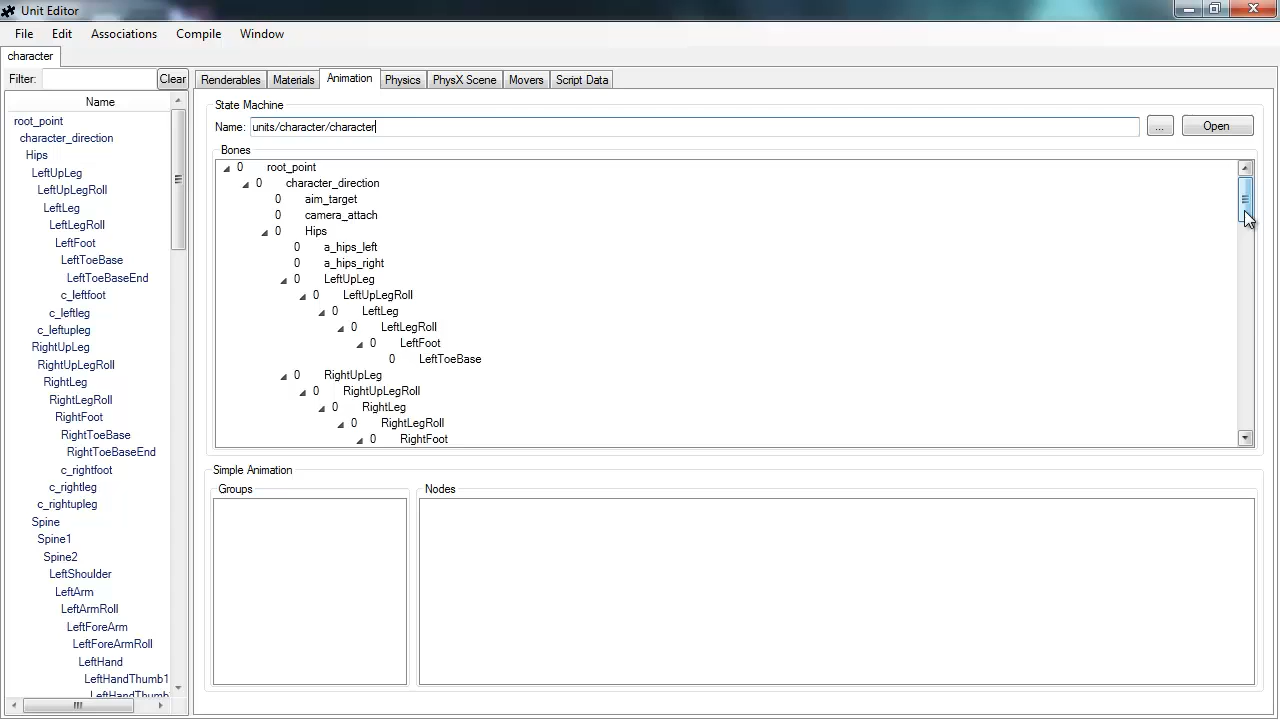 Unit Editor
File Edit Associations Compile Window
character
Filter: Clear
Name
root_point
character_direction
Hips
LeftUpLeg
LeftUpLegRoll
LeftLeg
LeftLegRoll
LeftFoot
LeftToeBase
LeftToeBaseEnd
c_leftfoot
c_leftleg
c_leftupleg
RightUpLeg
RightUpLegRoll
RightLeg
RightLegRoll
RightFoot
RightToeBase
RightToeBaseEnd
c_rightfoot
c_rightleg
c_rightupleg
Spine
Spine1
Spine2
LeftShoulder
LeftArm
LeftArmRoll
LeftForeArm
LeftForeArmRoll
LeftHand
LeftHandThumb1
LeftHandThumb
Renderables Materials Animation Physics PhysX Scene Movers Script Data
State Machine
Name: units/character/character ... Open
Bones
0 root_point
0 character_direction
0 aim_target
0 camera_attach
0 Hips
0 a_hips_left
0 a_hips_right
0 LeftUpLeg
0 LeftUpLegRoll
0 LeftLeg
0 LeftLegRoll
0 LeftFoot
0 LeftToeBase
0 RightUpLeg
0 RightUpLegRoll
0 RightLeg
0 RightLegRoll
0 RightFoot
Simple Animation
Groups Nodes